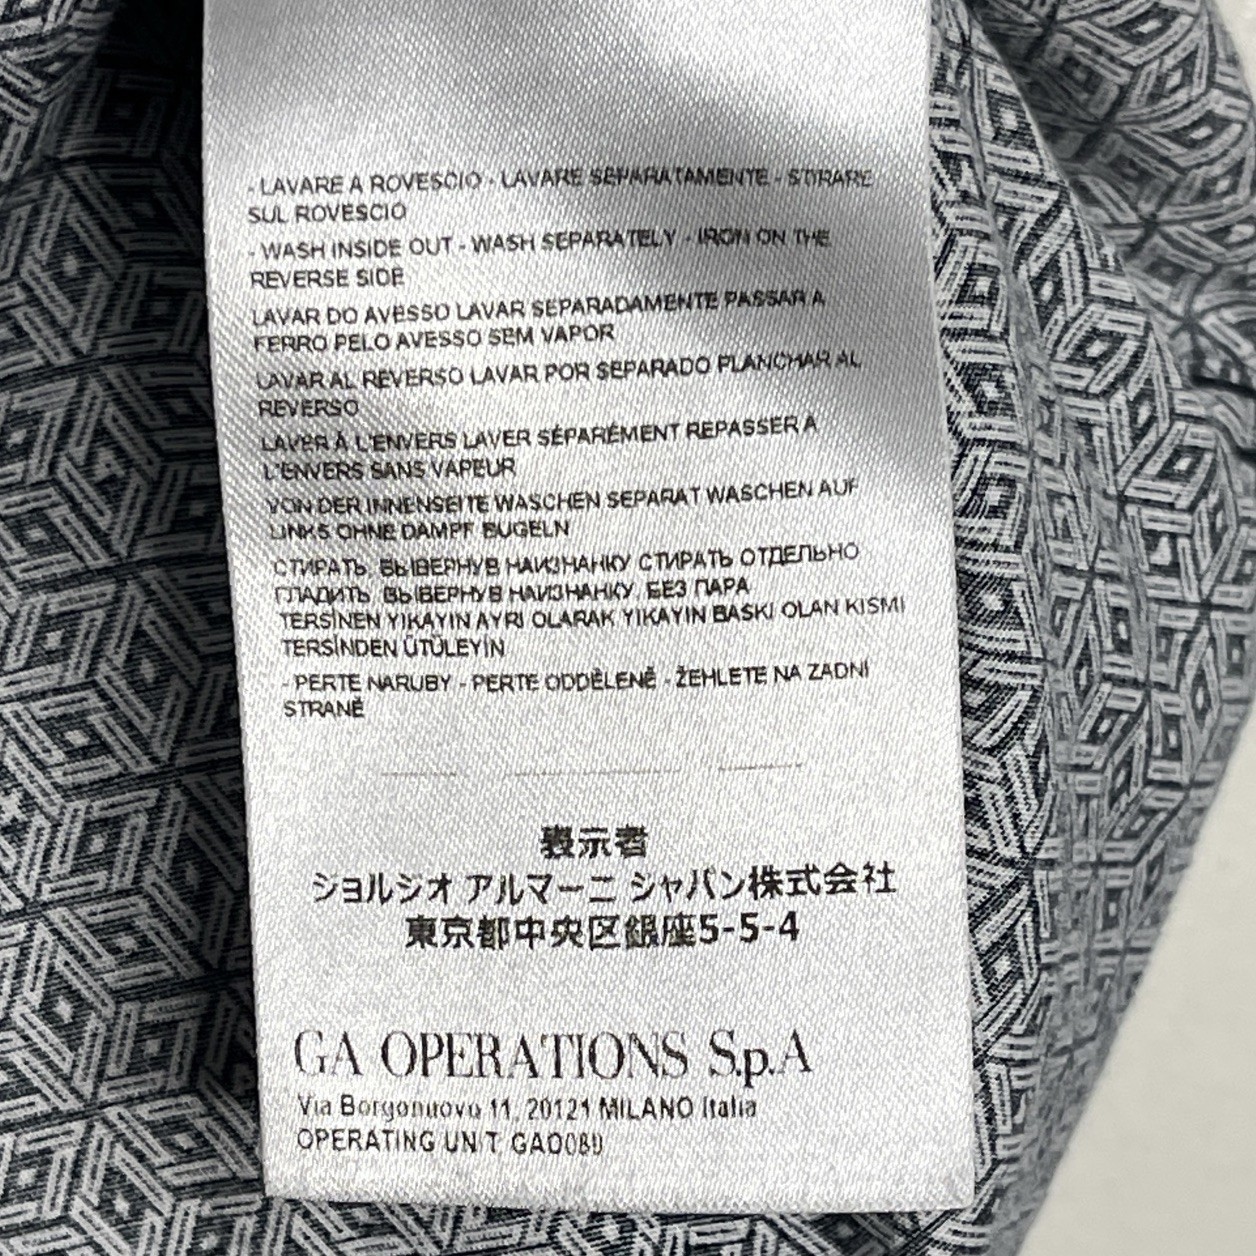 - LAVARE A ROVESCIO - LAVARE SEPARATAMENTE - STIRARE
SUL ROVESCIO
- WASH INSIDE OUT - WASH SEPARATELY - IRON ON THE
REVERSE SIDE
LAVAR DO AVESSO LAVAR SEPARADAMENTE PASSAR A
FERRO PELO AVESSO SEM VAPOR
LAVAR AL REVERSO LAVAR POR SEPARADO PLANCHAR AL
REVERSO
LAVER À L'ENVERS LAVER SÉPARÉMENT REPASSER A
L'ENVERS SANS VAPEUR
VON DER INNENSEITE WASCHEN SEPARAT WASCHEN AUF
LINKS OHNE DAMPF BUGELN
СТИРАТЬ, ВЫВЕРНУВ НАИЗНАНКУ СТИРАТЬ ОТДЕЛЬНО
ГЛАДИТЬ, ВЫВЕРНУВ НАИЗНАНКУ, БЕЗ ПАРА
TERSİNEN YIKAYIN AYRI OLARAK YIKAYIN BASKI OLAN KISMI
TERSİNDEN ÜTÜLEYİN
- PERTE NARUBY - PERTE ODDĚLENĚ - ŽEHLETE NA ZADNÍ
STRANĚ
表示者
ジョルジオ アルマーニ ジャパン株式会社
東京都中央区銀座5-5-4
GA OPERATIONS S.p.A
Via Borgonuovo 11, 20121 MILANO Italia
OPERATING UNIT